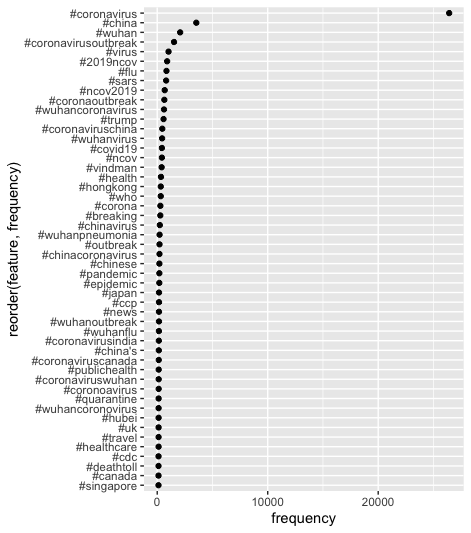 #coronavirus
#china
#wuhan
#coronavirusoutbreak
#virus
#2019ncov
#flu
#sars
#ncov2019
#coronaoutbreak
#wuhancoronavirus
#trump
#coronaviruschina
#wuhanvirus
#covid19
#ncov
#vindman
#health
#hongkong
#who
#corona
#breaking
#chinavirus
#wuhanpneumonia
#outbreak
#chinacoronavirus
#chinese
#pandemic
#epidemic
#japan
#ccp
#news
#wuhanoutbreak
#wuhanflu
#coronavirusindia
#china's
#coronaviruscanada
#publichealth
#coronaviruswuhan
#coronoavirus
#quarantine
#wuhancoronovirus
#hubei
#uk
#travel
#healthcare
#cdc
#deathtoll
#canada
#singapore
reorder(feature, frequency)
0 10000 20000
frequency